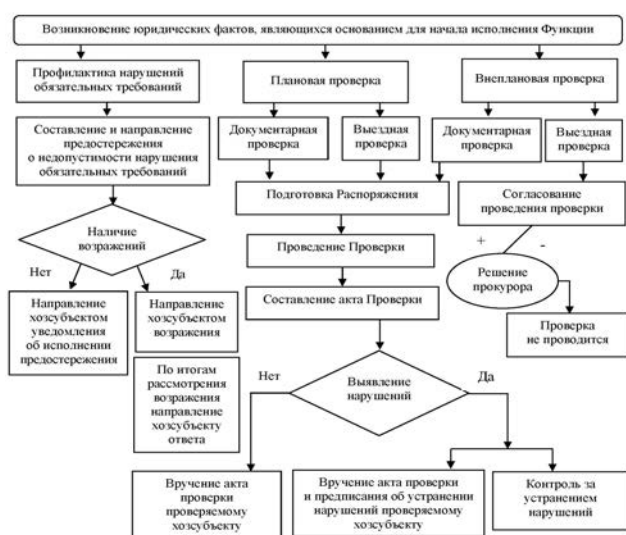 Возникновение юридических фактов, являющихся основанием для начала исполнения Функции
Профилактика нарушений
обязательных требований
Плановая проверка
Внеплановая проверка
Составление и направление
предостережения
о недопустимости нарушения
обязательных требований
Документарная
проверка
Выездная
проверка
Документарная
проверка
Выездная
проверка
Подготовка Распоряжения
Согласование
проведения проверки
Наличие
возражений
Проведение Проверки
+
-
Нет
Да
Решение
прокурора
Направление
хозсубъектом
уведомления
об исполнении
предостережения
Направление
хозсубъектом
возражения
Составление акта Проверки
Проверка
не проводится
По итогам
рассмотрения
возражения
направление
хозсубъекту
ответа
Нет
Выявление
нарушений
Да
Вручение акта
проверки
проверяемому
хозсубъекту
Вручение акта проверки
и предписания об устранении
нарушений проверяемому
хозсубъекту
Контроль за
устранением
нарушений